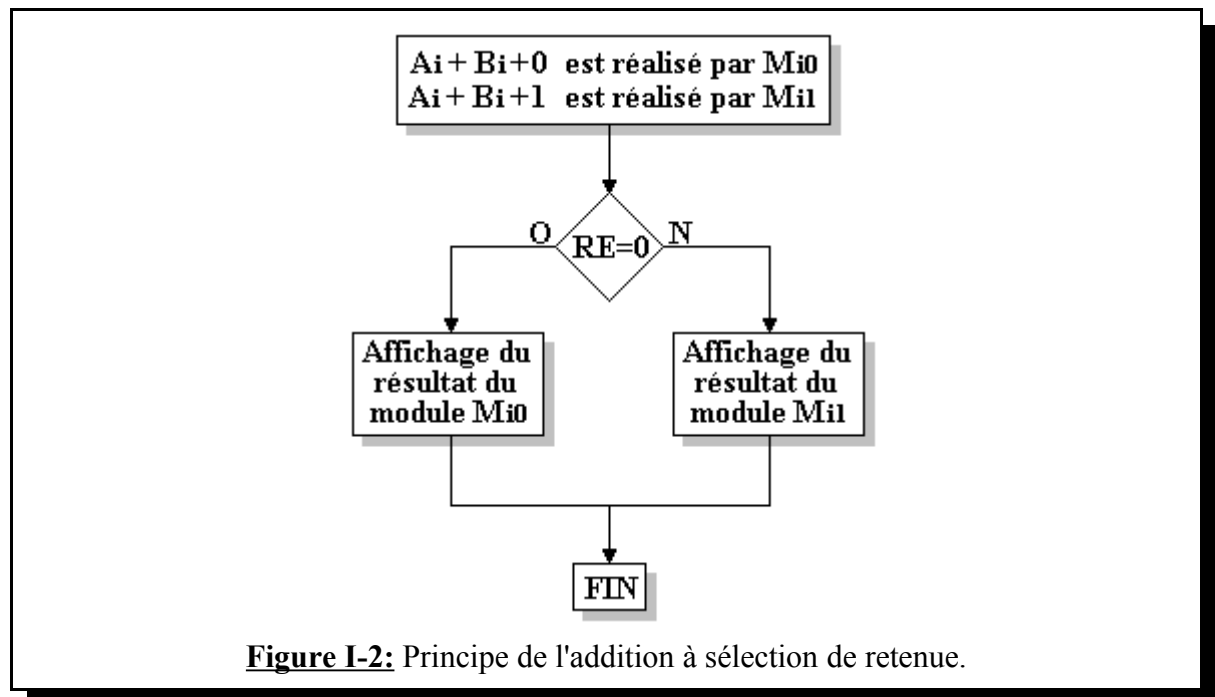 Ai + Bi+0 est réalisé par Mi0
Ai + Bi+1 est réalisé par Mi1
O
RE=0
N
Affichage du
résultat du
module Mi0
Affichage du
résultat du
module Mi1
FIN
Figure I-2: Principe de l'addition à sélection de retenue.